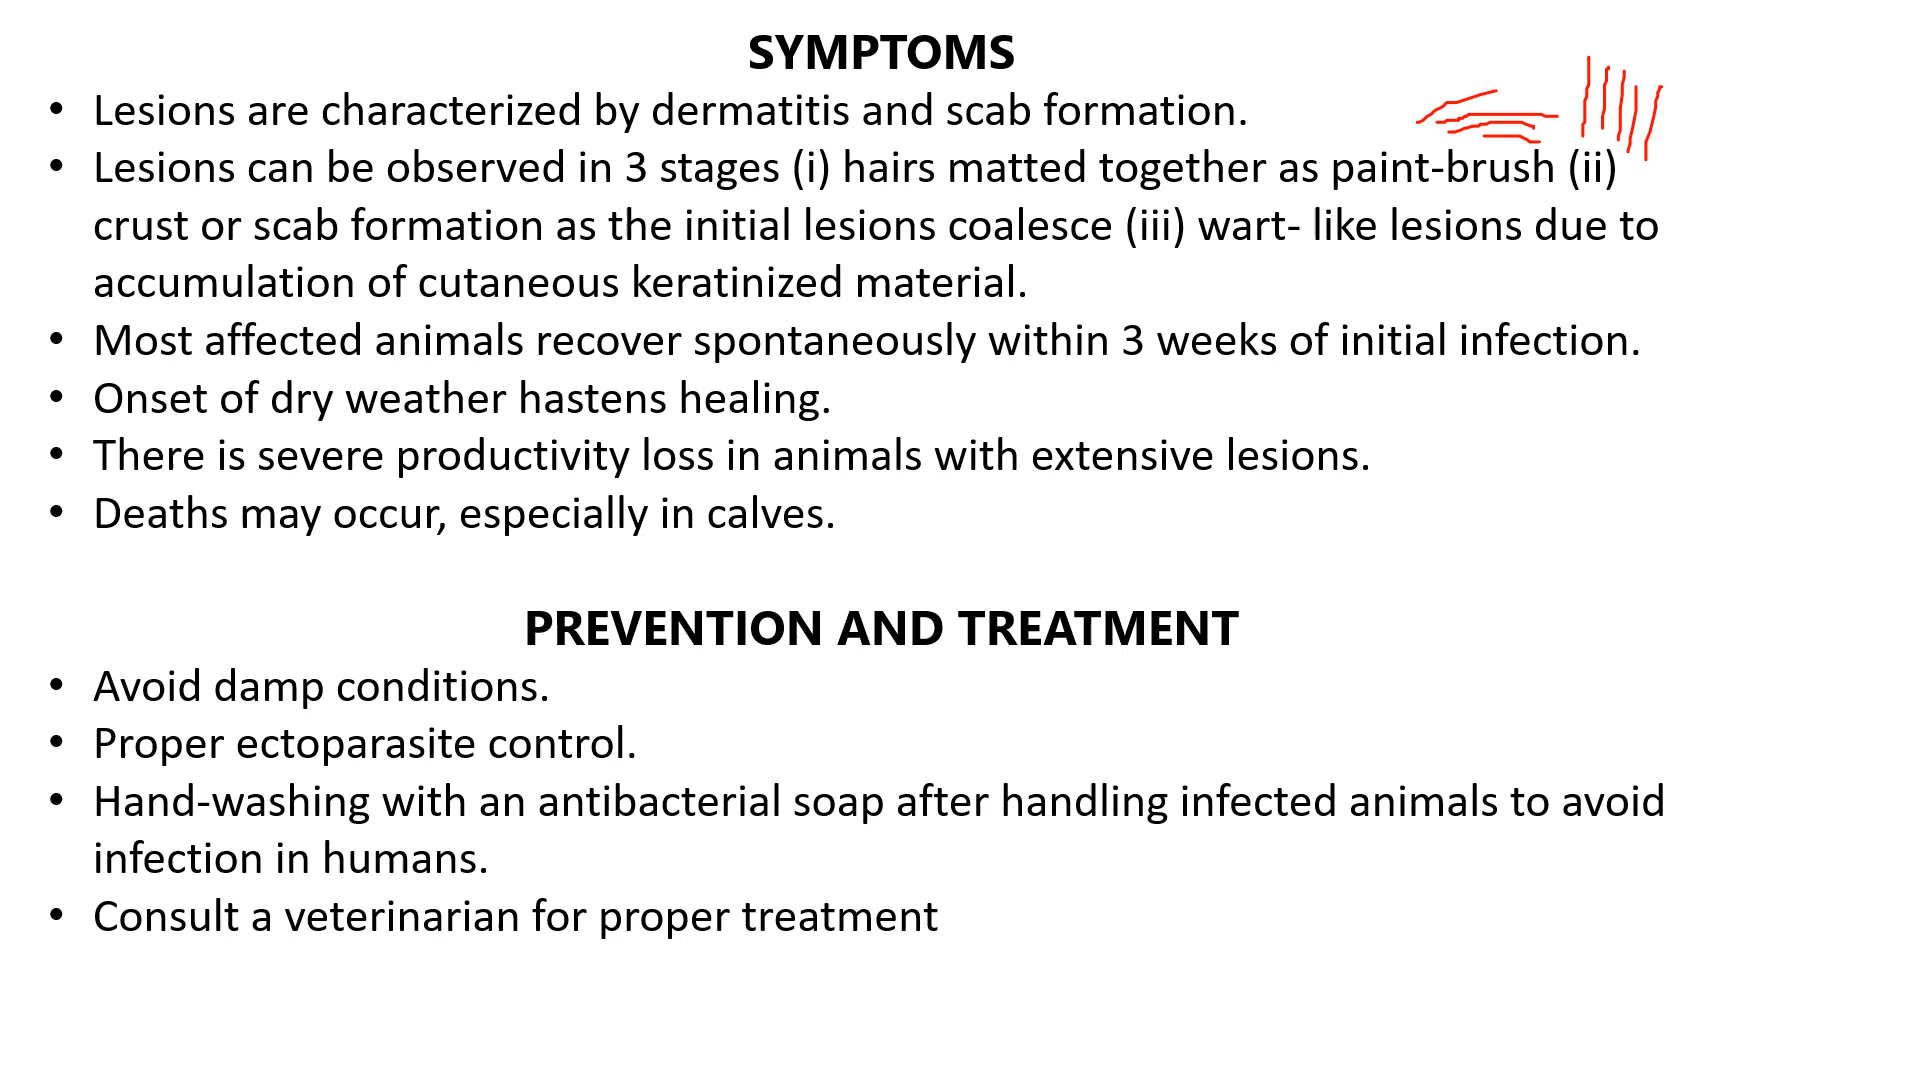 SYMPTOMS
• Lesions are characterized by dermatitis and scab formation.
• Lesions can be observed in 3 stages (i) hairs matted together as paint-brush (ii)
crust or scab formation as the initial lesions coalesce (iii) wart- like lesions due to
accumulation of cutaneous keratinized material.
• Most affected animals recover spontaneously within 3 weeks of initial infection.
• Onset of dry weather hastens healing.
• There is severe productivity loss in animals with extensive lesions.
• Deaths may occur, especially in calves.
PREVENTION AND TREATMENT
• Avoid damp conditions.
• Proper ectoparasite control.
• Hand-washing with an antibacterial soap after handling infected animals to avoid
infection in humans.
• Consult a veterinarian for proper treatment